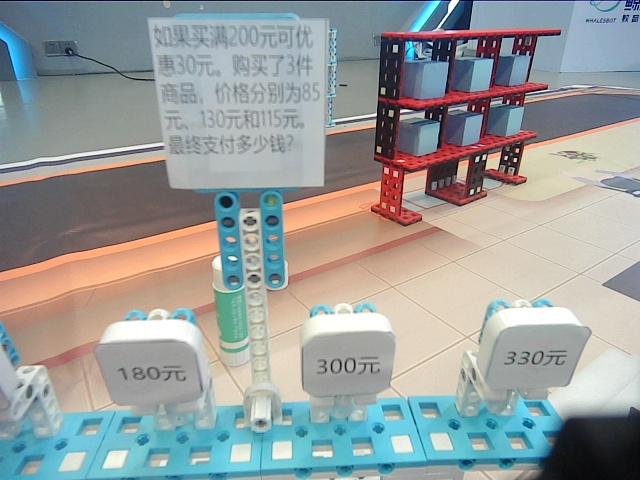 如果买满200元可优
惠30元。购买了3件
商品，价格分别为85
元、130元和115元。
最终支付多少钱？
180元
300元
330元
WHALESBOT